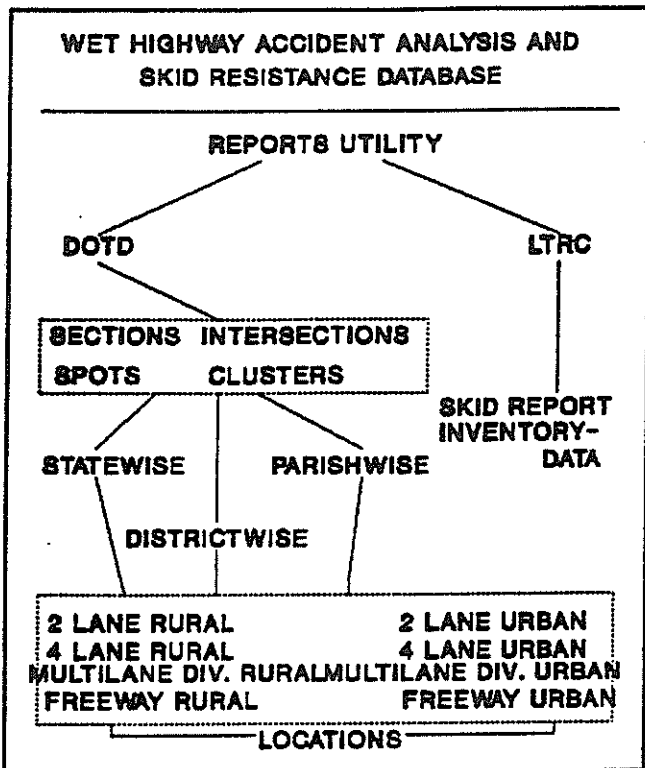 WET HIGHWAY ACCIDENT ANALYSIS AND
SKID RESISTANCE DATABASE
REPORTS UTILITY
DOTD
LTRC
SECTIONS INTERSECTIONS
SPOTS CLUSTERS
SKID REPORT
INVENTORY-
DATA
STATEWISE PARISHWISE
DISTRICTWISE
2 LANE RURAL 2 LANE URBAN
4 LANE RURAL 4 LANE URBAN
MULTILANE DIV. RURALMULTILANE DIV. URBAN
FREEWAY RURAL FREEWAY URBAN
LOCATIONS